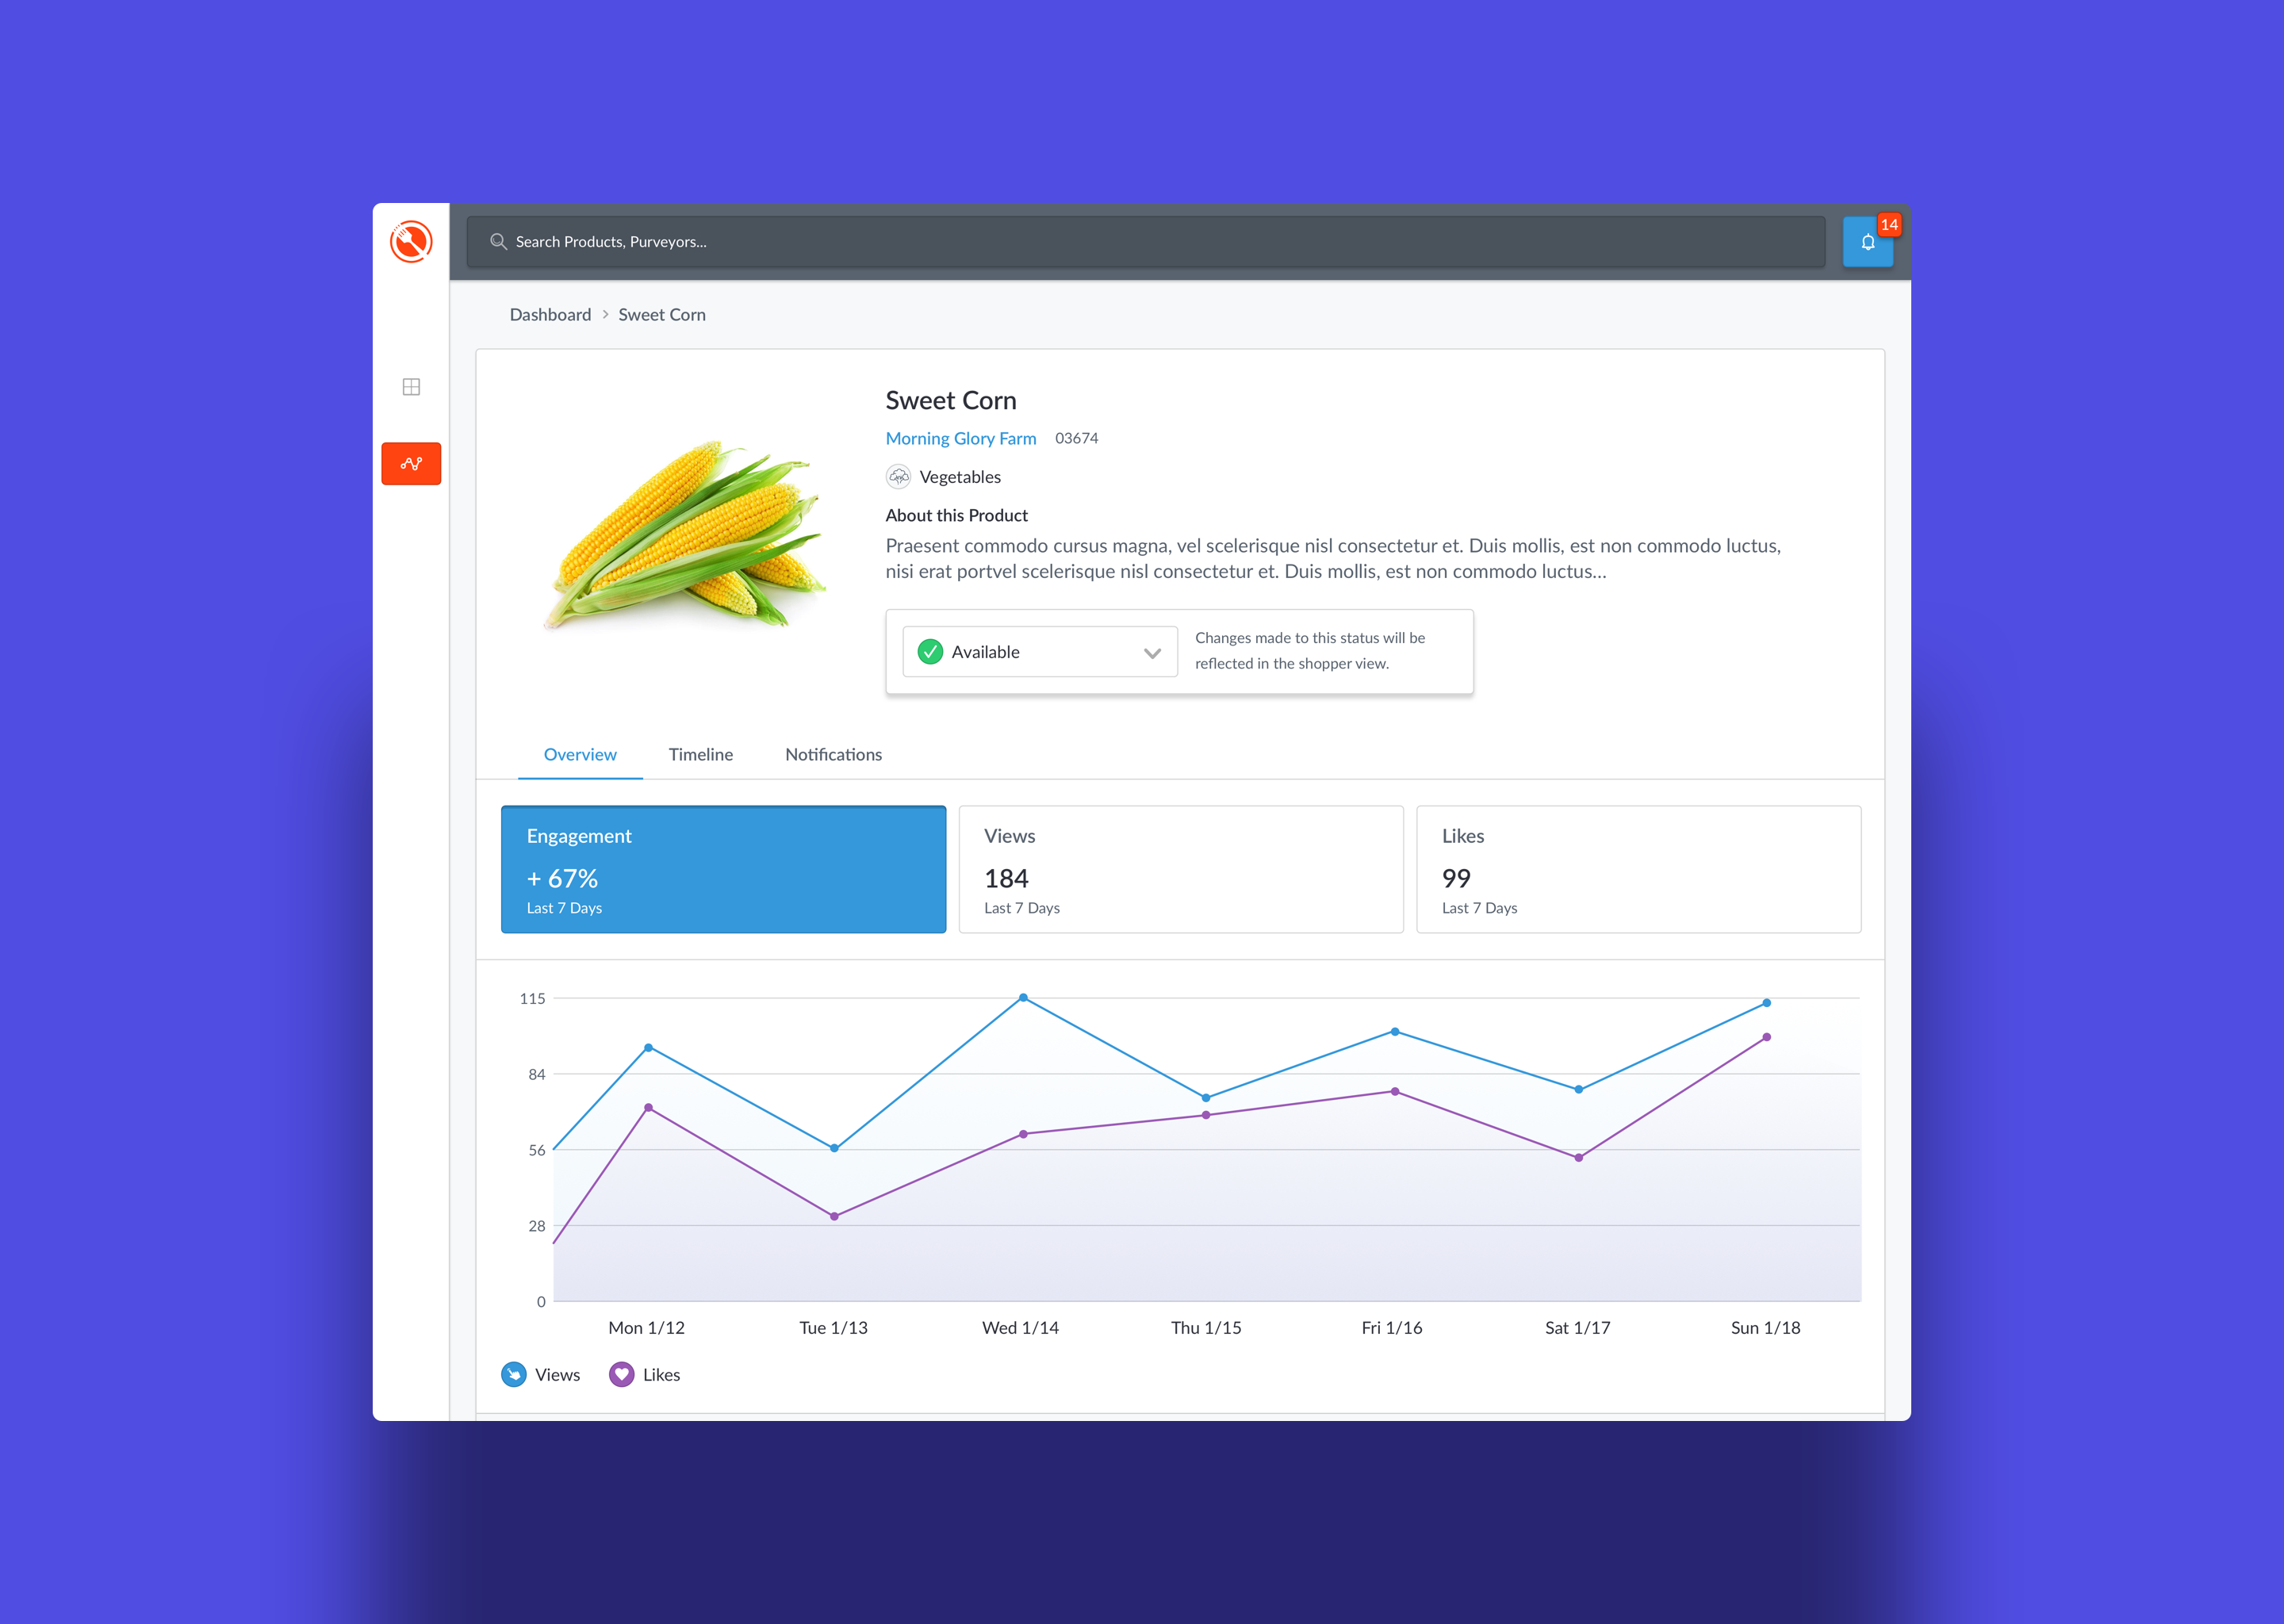 Search Products, Purveyors...
14
Dashboard > Sweet Corn
Sweet Corn
Morning Glory Farm 03674
Vegetables
About this Product
Praesent commodo cursus magna, vel scelerisque nisl consectetur et. Duis mollis, est non commodo luctus,
nisi erat portvel scelerisque nisl consectetur et. Duis mollis, est non commodo luctus...
Available
Changes made to this status will be
reflected in the shopper view.
Overview Timeline Notifications
Engagement
+ 67%
Last 7 Days
Views
184
Last 7 Days
Likes
99
Last 7 Days
115
84
56
28
0
Mon 1/12 Tue 1/13 Wed 1/14 Thu 1/15 Fri 1/16 Sat 1/17 Sun 1/18
Views Likes